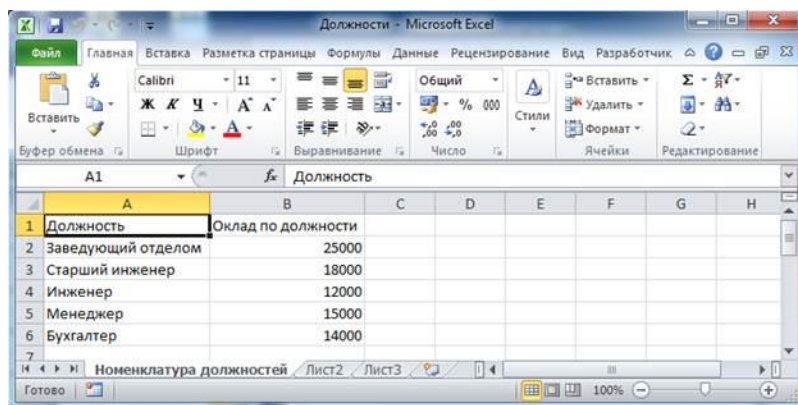 Должности - Microsoft Excel
Файл Главная Вставка Разметка страницы Формулы Данные Рецензирование Вид Разработчик
Calibri 11 Общий Вставить
Ж К Ч A A % 000 Удалить
Вставить Стили Формат
Буфер обмена Шрифт Выравнивание Число Ячейки Редактирование
A1 fx Должность
A B C D E F G H
1 Должность Оклад по должности
2 Заведующий отделом 25000
3 Старший инженер 18000
4 Инженер 12000
5 Менеджер 15000
6 Бухгалтер 14000
7
Номенклатура должностей Лист2 Лист3
Готово 100%